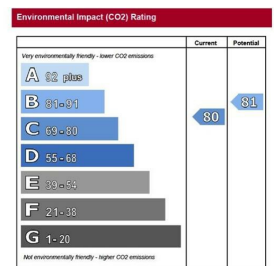 Environmental Impact (CO2) Rating
Current Potential
Very environmentally friendly - lower CO2 emissions
A 92 plus
B 81-91
81
80
C 69-80
D 55-68
E 39-54
F 21-38
G 1-20
Not environmentally friendly - higher CO2 emissions